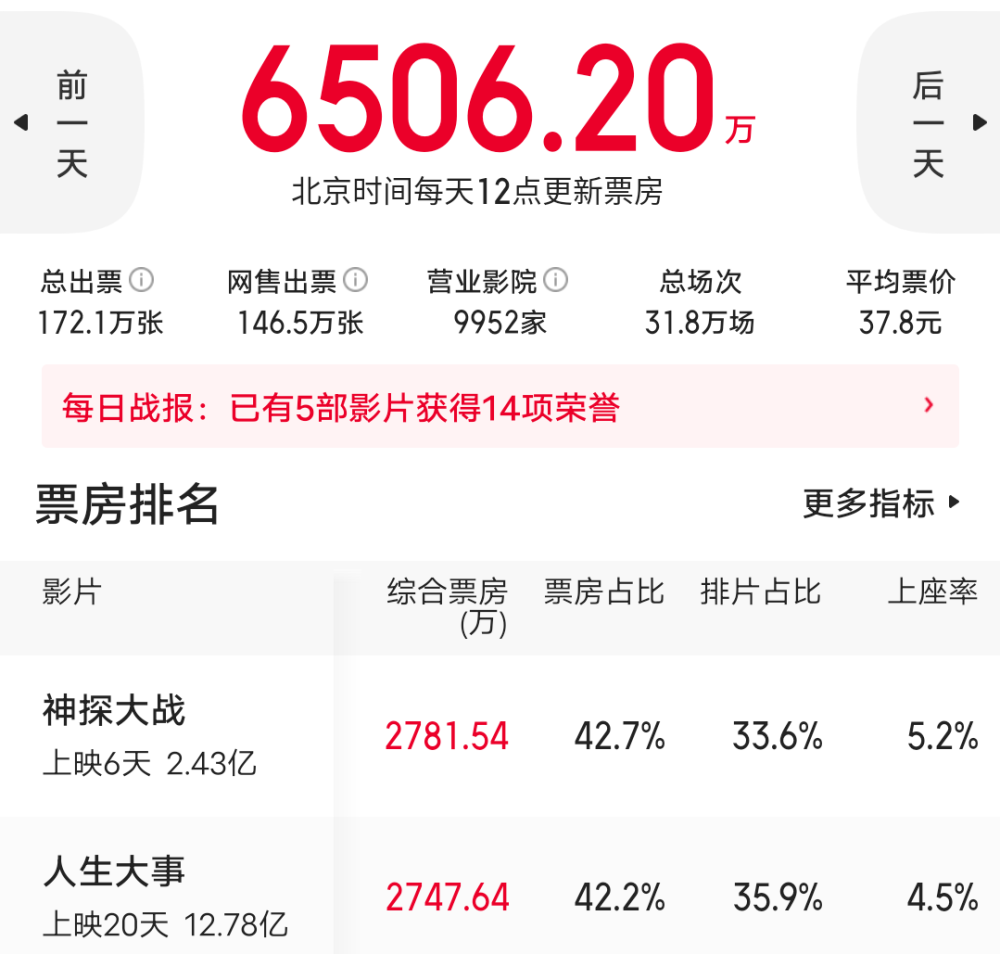 前一天
6506.20万
后一天
北京时间每天12点更新票房
总出票 网售出票 营业影院 总场次 平均票价
172.1万张 146.5万张 9952家 31.8万场 37.8元
每日战报：已有5部影片获得14项荣誉
票房排名 更多指标
影片 综合票房(万) 票房占比 排片占比 上座率
神探大战 2781.54 42.7% 33.6% 5.2%
上映6天 2.43亿
人生大事 2747.64 42.2% 35.9% 4.5%
上映20天 12.78亿